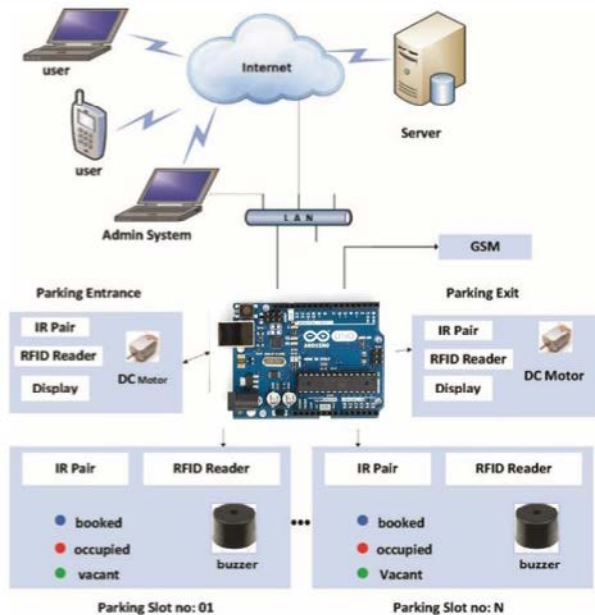 user
Internet
user
Server
Admin System
LAN
GSM
Parking Entrance
Parking Exit
IR Pair
RFID Reader
Display
DC Motor
ARDUINO
IR Pair
RFID Reader
Display
DC Motor
IR Pair
RFID Reader
booked
occupied
vacant
buzzer
IR Pair
RFID Reader
booked
occupied
Vacant
buzzer
Parking Slot no: 01
Parking Slot no: N